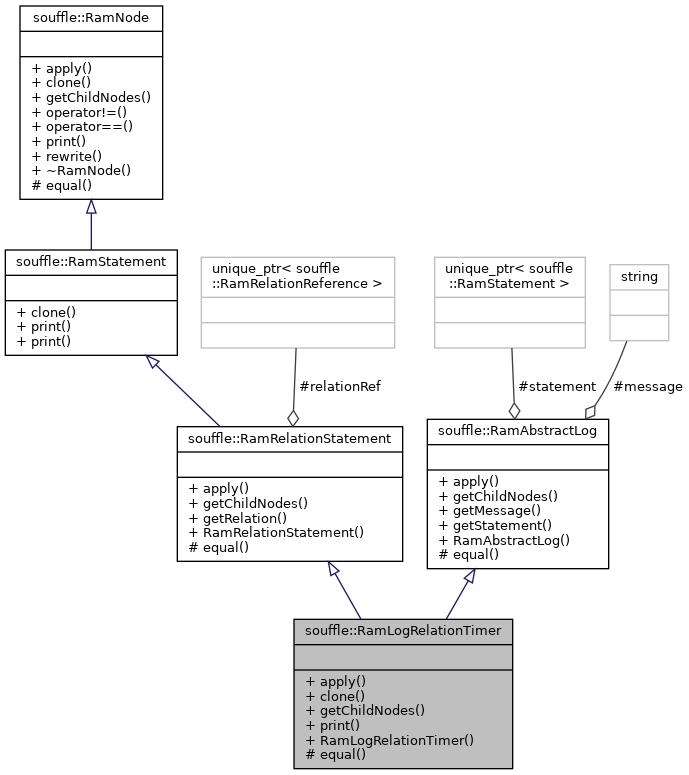 souffle::RamNode
+ apply()
+ clone()
+ getChildNodes()
+ operator!=()
+ operator==()
+ print()
+ rewrite()
+ ~RamNode()
# equal()
souffle::RamStatement
+ clone()
+ print()
+ print()
unique_ptr< souffle
::RamRelationReference >
unique_ptr< souffle
::RamStatement >
string
#relationRef
#statement
#message
souffle::RamRelationStatement
+ apply()
+ getChildNodes()
+ getRelation()
+ RamRelationStatement()
# equal()
souffle::RamAbstractLog
+ apply()
+ getChildNodes()
+ getMessage()
+ getStatement()
+ RamAbstractLog()
# equal()
souffle::RamLogRelationTimer
+ apply()
+ clone()
+ getChildNodes()
+ print()
+ RamLogRelationTimer()
# equal()